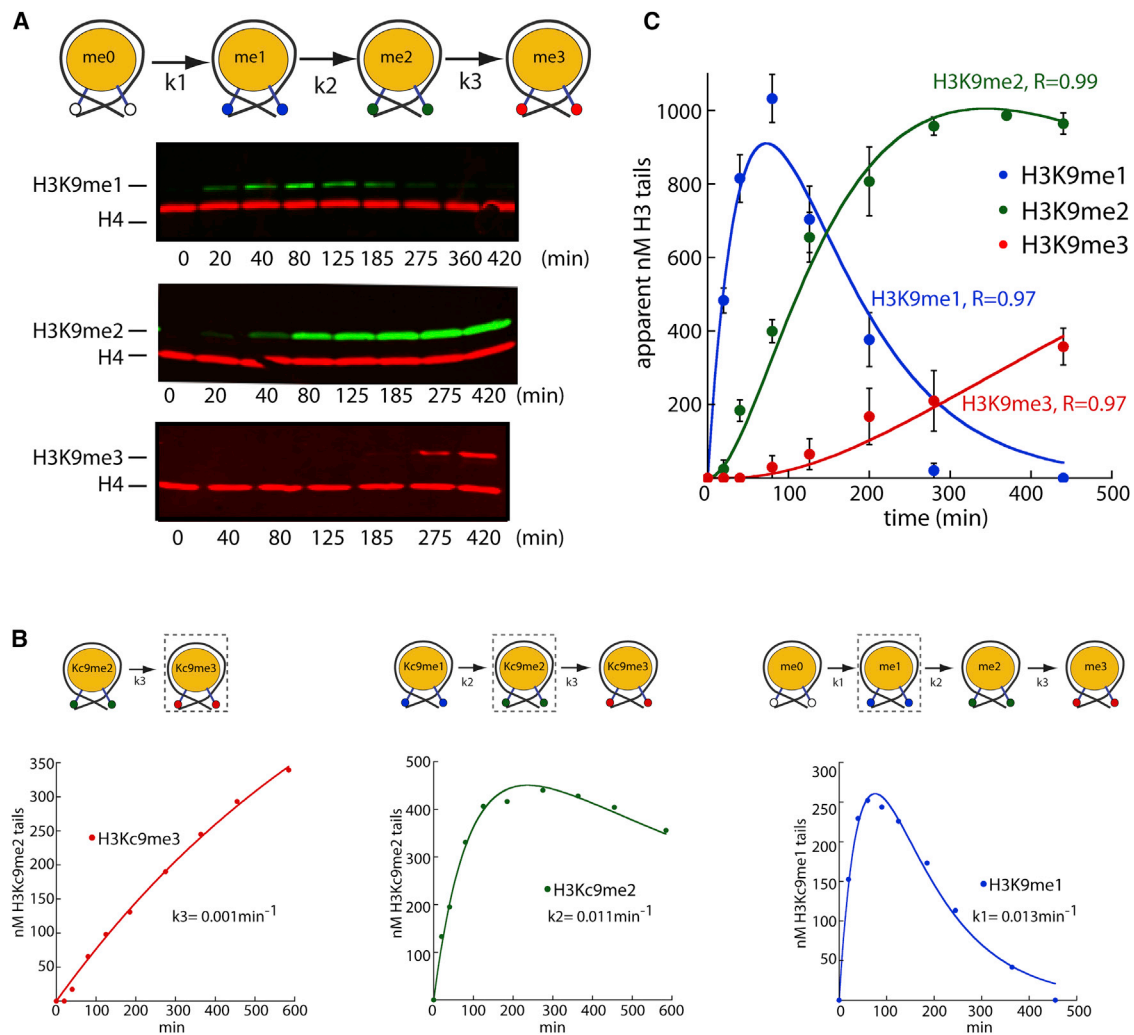 A
me0
me1
me2
me3
k1
k2
k3
H3K9me1
H4
0 20 40 80 125 185 275 360 420 (min)
H3K9me2
H4
0 20 40 80 125 185 275 420 (min)
H3K9me3
H4
0 40 80 125 185 275 420 (min)
C
H3K9me2, R=0.99
H3K9me1
H3K9me2
H3K9me3
H3K9me1, R=0.97
H3K9me3, R=0.97
apparent nM H3 tails
1000
800
600
400
200
0 100 200 300 400 500
time (min)
B
Kc9me2
k3
Kc9me3
Kc9me1
k2
Kc9me2
k3
Kc9me3
me0
k1
me1
k2
me2
k3
me3
nM H3Kc9me2 tails
350
300
250
200
150
100
50
H3Kc9me3
k3= 0.001min⁻¹
0 100 200 300 400 500 600
min
nM H3Kc9me2 tails
500
400
300
200
100
H3Kc9me2
k2= 0.011min⁻¹
0 100 200 300 400 500 600
min
nM H3Kc9me1 tails
300
250
200
150
100
50
H3K9me1
k1= 0.013min⁻¹
0 100 200 300 400 500
min